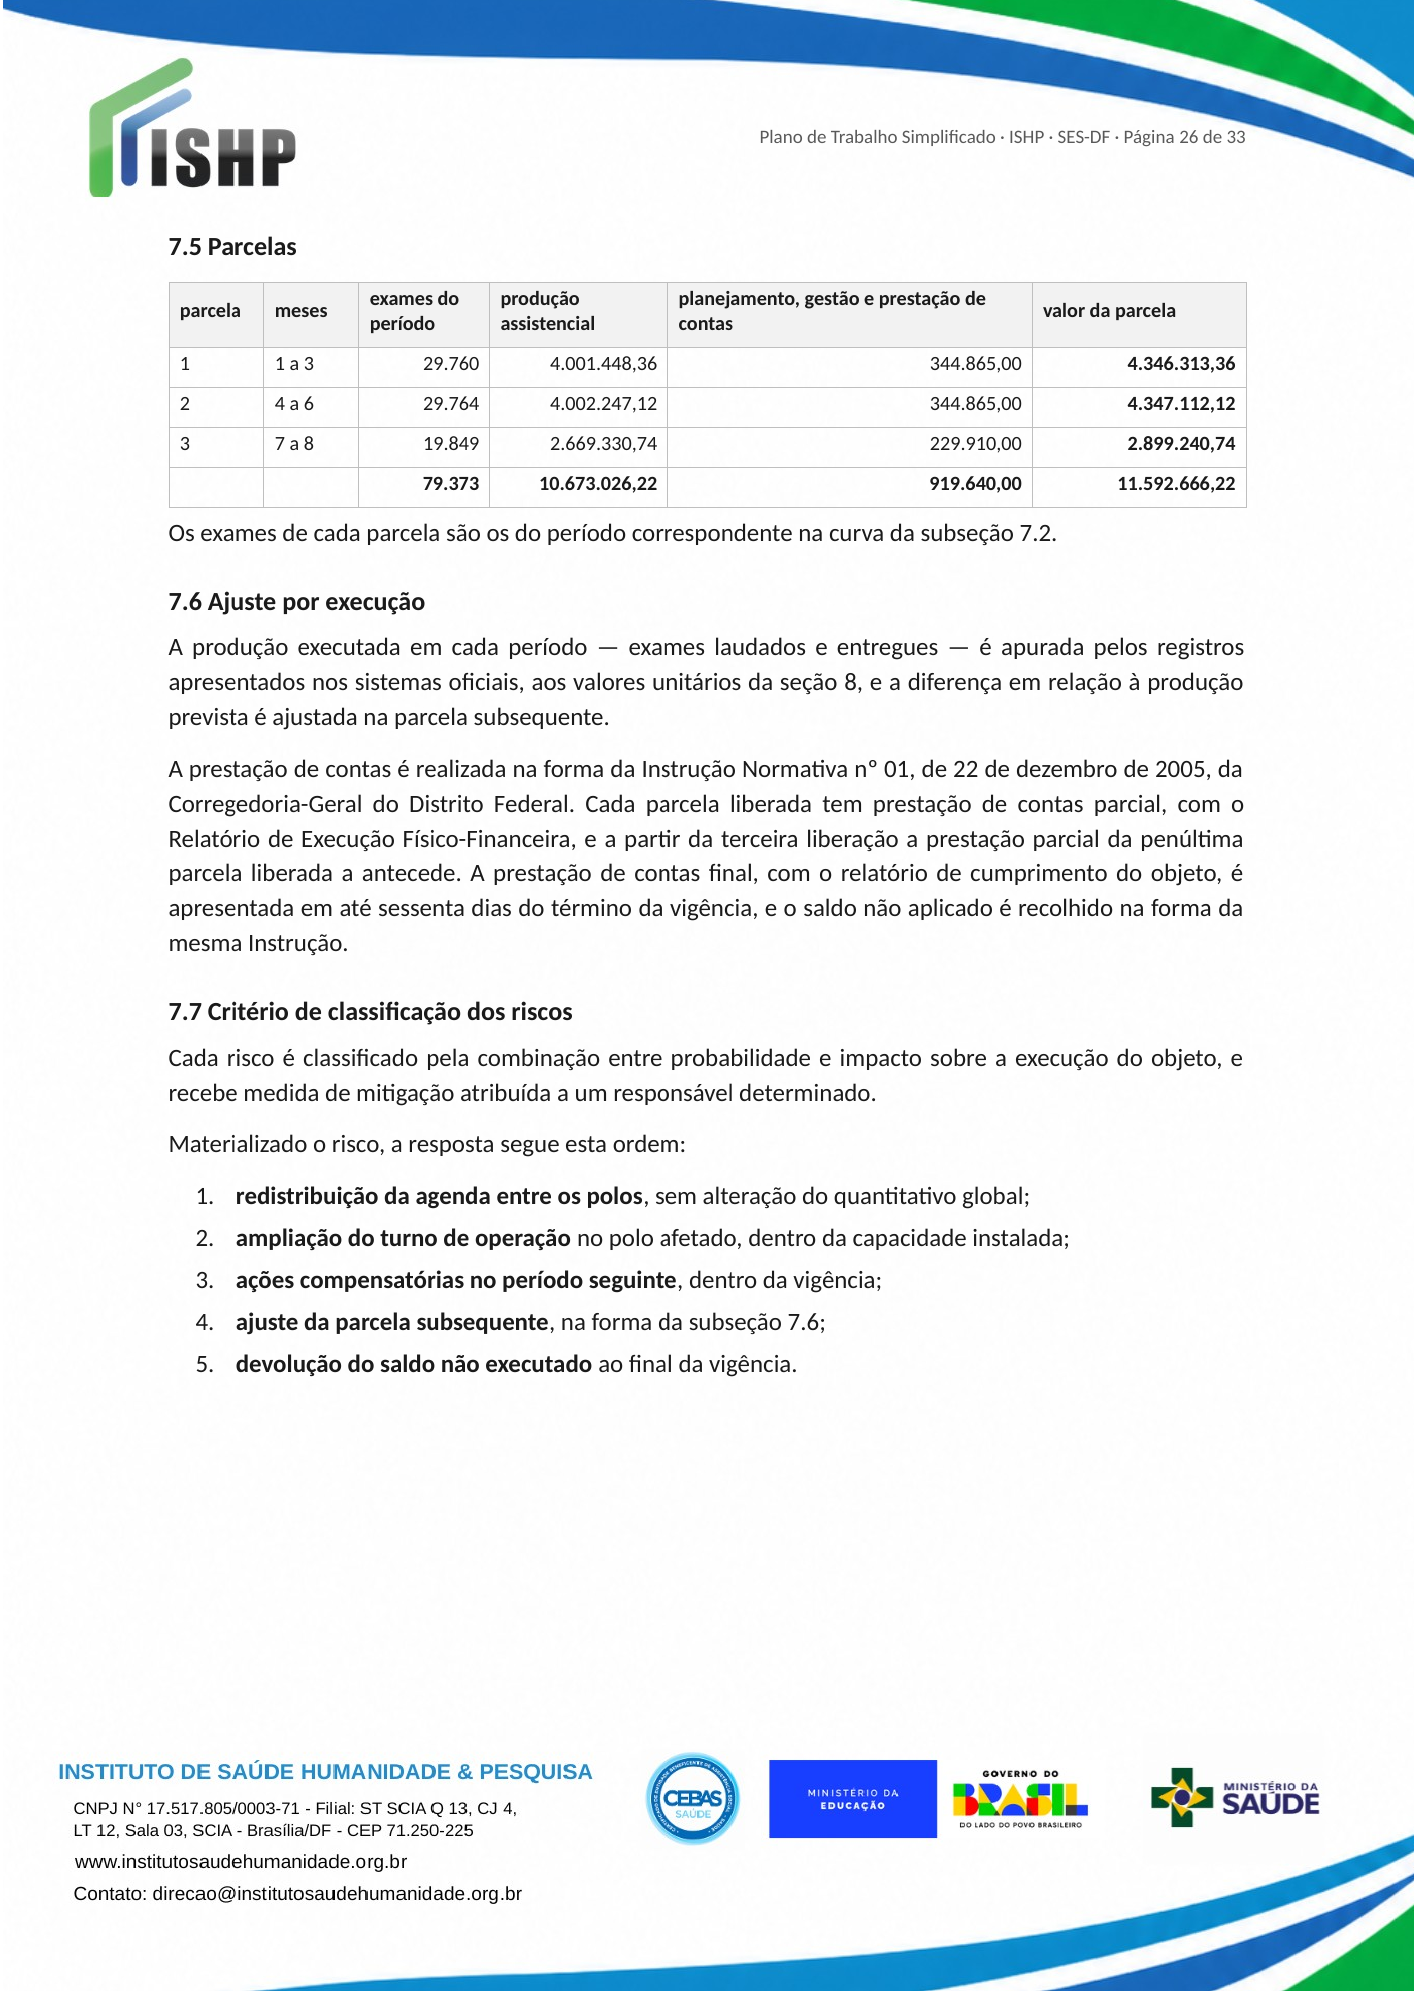 ISHP
Plano de Trabalho Simplificado · ISHP · SES-DF · Página 26 de 33
7.5 Parcelas
parcela meses exames do período produção assistencial planejamento, gestão e prestação de contas valor da parcela
1 1 a 3 29.760 4.001.448,36 344.865,00 4.346.313,36
2 4 a 6 29.764 4.002.247,12 344.865,00 4.347.112,12
3 7 a 8 19.849 2.669.330,74 229.910,00 2.899.240,74
79.373 10.673.026,22 919.640,00 11.592.666,22
Os exames de cada parcela são os do período correspondente na curva da subseção 7.2.
7.6 Ajuste por execução
A produção executada em cada período — exames laudados e entregues — é apurada pelos registros
apresentados nos sistemas oficiais, aos valores unitários da seção 8, e a diferença em relação à produção
prevista é ajustada na parcela subsequente.
A prestação de contas é realizada na forma da Instrução Normativa nº 01, de 22 de dezembro de 2005, da
Corregedoria-Geral do Distrito Federal. Cada parcela liberada tem prestação de contas parcial, com o
Relatório de Execução Físico-Financeira, e a partir da terceira liberação a prestação parcial da penúltima
parcela liberada a antecede. A prestação de contas final, com o relatório de cumprimento do objeto, é
apresentada em até sessenta dias do término da vigência, e o saldo não aplicado é recolhido na forma da
mesma Instrução.
7.7 Critério de classificação dos riscos
Cada risco é classificado pela combinação entre probabilidade e impacto sobre a execução do objeto, e
recebe medida de mitigação atribuída a um responsável determinado.
Materializado o risco, a resposta segue esta ordem:
1. redistribuição da agenda entre os polos, sem alteração do quantitativo global;
2. ampliação do turno de operação no polo afetado, dentro da capacidade instalada;
3. ações compensatórias no período seguinte, dentro da vigência;
4. ajuste da parcela subsequente, na forma da subseção 7.6;
5. devolução do saldo não executado ao final da vigência.
INSTITUTO DE SAÚDE HUMANIDADE & PESQUISA
CNPJ N° 17.517.805/0003-71 - Filial: ST SCIA Q 13, CJ 4,
LT 12, Sala 03, SCIA - Brasília/DF - CEP 71.250-225
www.institutosaudehumanidade.org.br
Contato: direcao@institutosaudehumanidade.org.br
CEBAS
SAÚDE
MINISTÉRIO DA
EDUCAÇÃO
GOVERNO DO
BRASIL
DO LADO DO POVO BRASILEIRO
MINISTÉRIO DA
SAÚDE